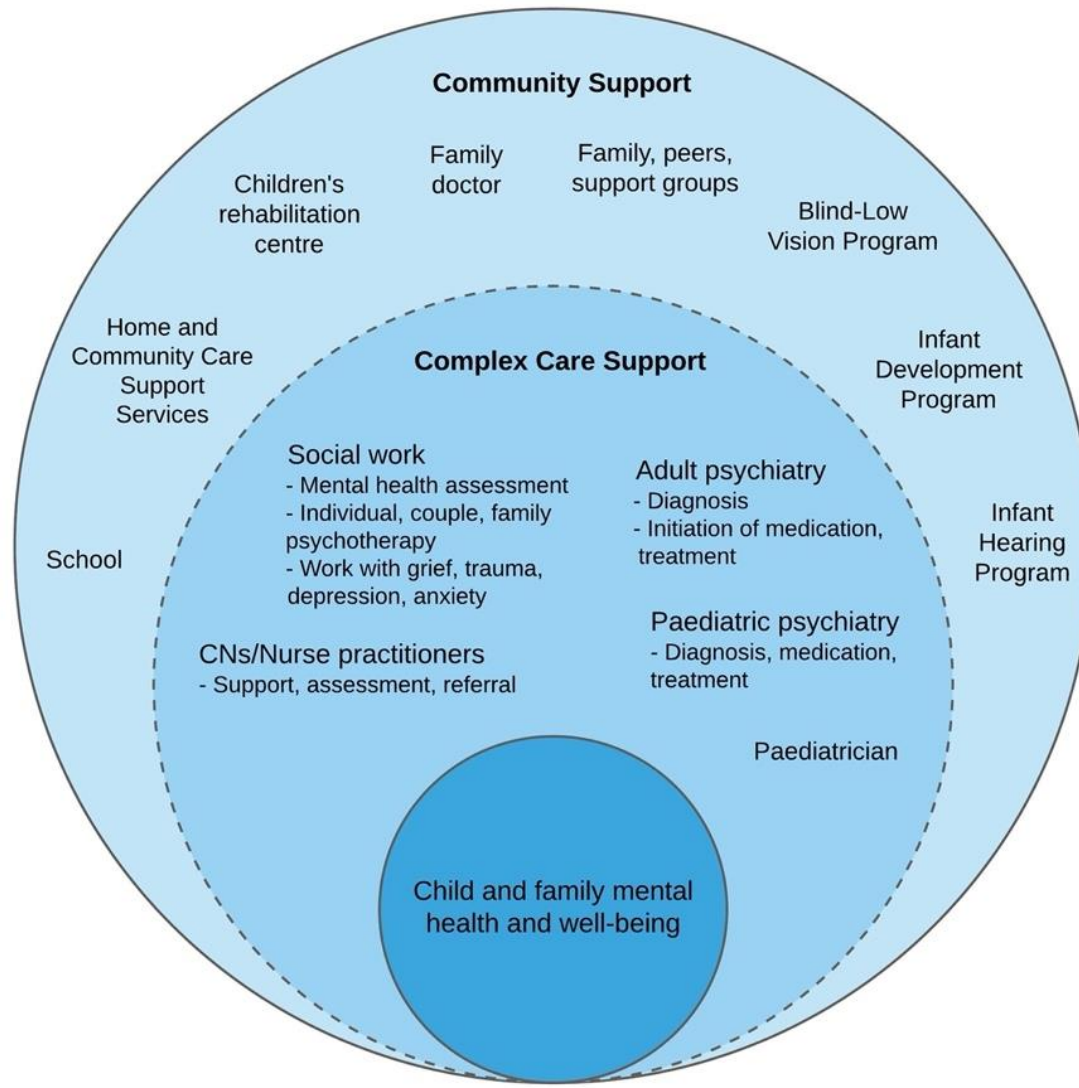 Community Support
Family
doctor
Family, peers,
support groups
Children's
rehabilitation
centre
Blind-Low
Vision Program
Home and
Community Care
Support
Services
Infant
Development
Program
School
Infant
Hearing
Program
Complex Care Support
Social work
- Mental health assessment
- Individual, couple, family
psychotherapy
- Work with grief, trauma,
depression, anxiety
Adult psychiatry
- Diagnosis
- Initiation of medication,
treatment
CNs/Nurse practitioners
- Support, assessment, referral
Paediatric psychiatry
- Diagnosis, medication,
treatment
Paediatrician
Child and family mental
health and well-being